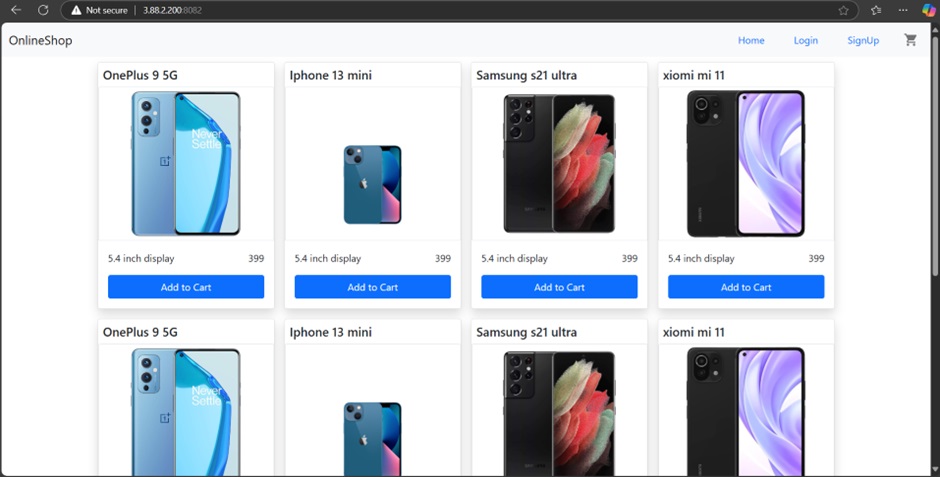 Not secure 3.88.2.200:8082
OnlineShop Home Login SignUp
OnePlus 9 5G Iphone 13 mini Samsung s21 ultra xiomi mi 11
Never
Settle
5.4 inch display 399 5.4 inch display 399 5.4 inch display 399 5.4 inch display 399
Add to Cart Add to Cart Add to Cart Add to Cart
OnePlus 9 5G Iphone 13 mini Samsung s21 ultra xiomi mi 11
Never
Settle